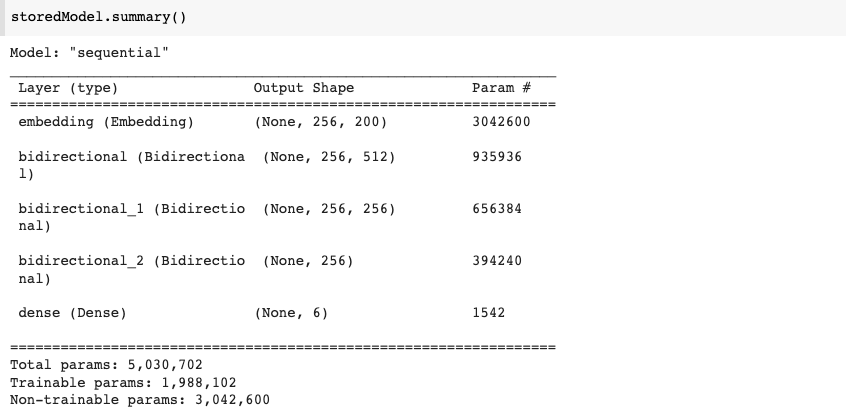 storedModel.summary()
Model: "sequential"
Layer (type) Output Shape Param #
embedding (Embedding) (None, 256, 200) 3042600
bidirectional (Bidirectiona (None, 256, 512) 935936
l)
bidirectional_1 (Bidirectio (None, 256, 256) 656384
nal)
bidirectional_2 (Bidirectio (None, 256) 394240
nal)
dense (Dense) (None, 6) 1542
Total params: 5,030,702
Trainable params: 1,988,102
Non-trainable params: 3,042,600